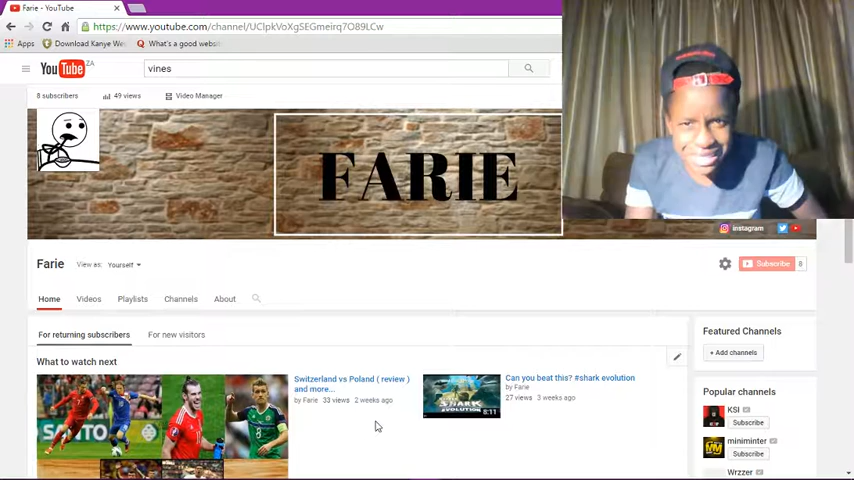 Farie - YouTube
https://www.youtube.com/channel/UClpkVoXgSEGmeirq7O89LCw
Apps
Download Kanye We
What's a good websi
YouTube ZA
vines
8 subscribers
49 views
Video Manager
FARIE
instagram
Farie
View as: Yourself
Subscribe 8
Home
Videos
Playlists
Channels
About
For returning subscribers
For new visitors
What to watch next
Switzerland vs Poland ( review )
and more...
by Farie 33 views 2 weeks ago
SANTO
SHARK
EVOLUTION
8:11
Can you beat this? #shark evolution
by Farie
27 views 3 weeks ago
Featured Channels
+ Add channels
Popular channels
KSI
Subscribe
MM
miniminter
Subscribe
Wrzzer